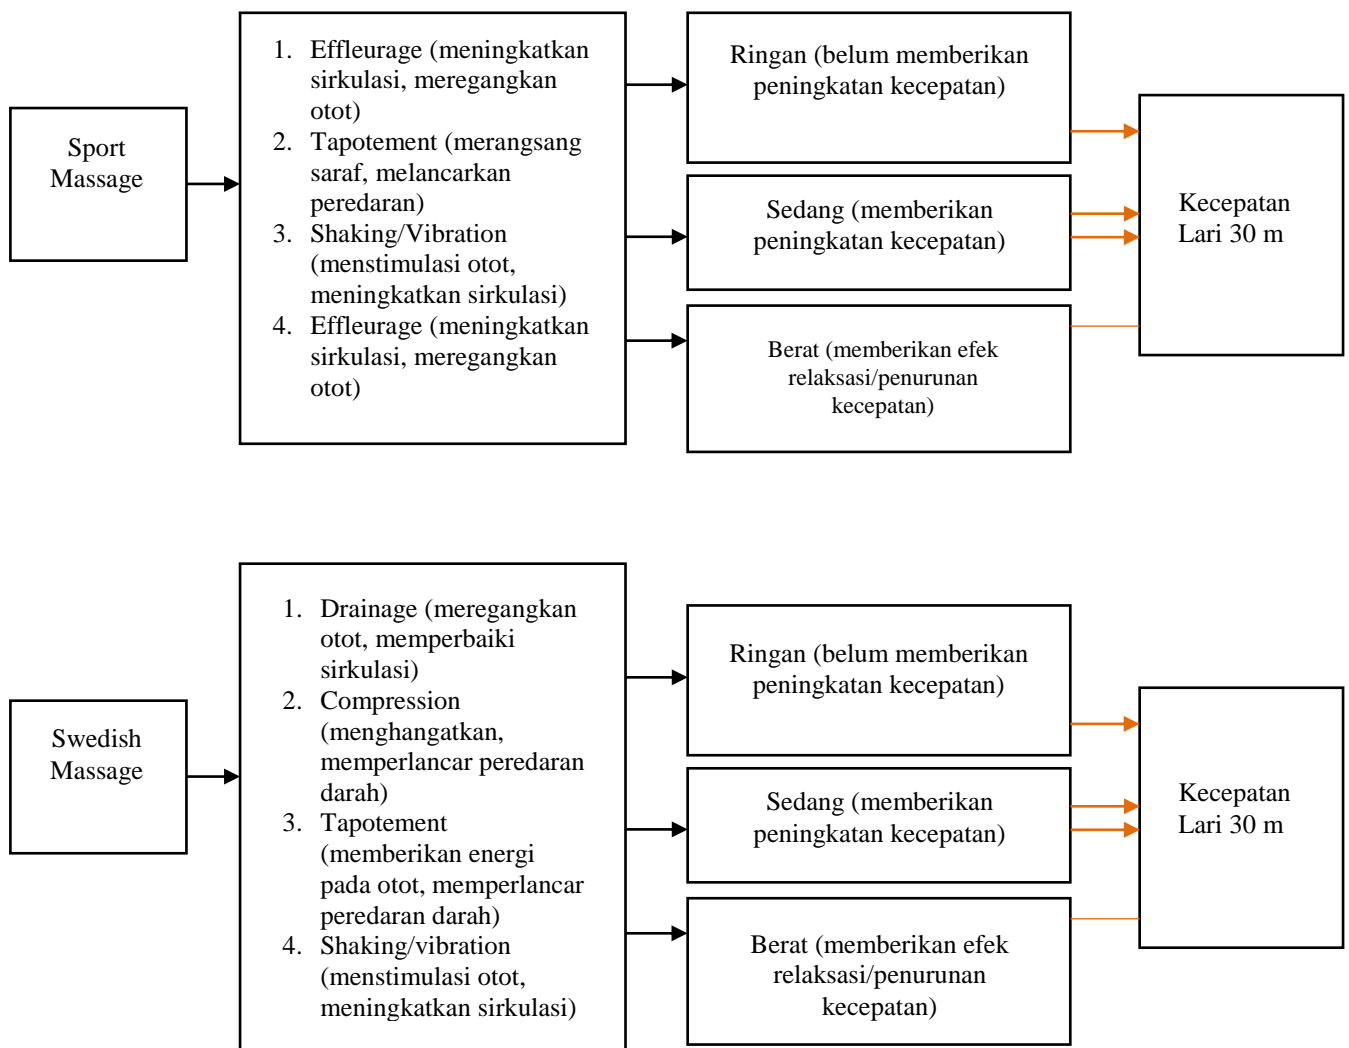 Sport
Massage
1. Effleurage (meningkatkan
sirkulasi, meregangkan
otot)
2. Tapotement (merangsang
saraf, melancarkan
peredaran)
3. Shaking/Vibration
(menstimulasi otot,
meningkatkan sirkulasi)
4. Effleurage (meningkatkan
sirkulasi, meregangkan
otot)
Ringan (belum memberikan
peningkatan kecepatan)
Sedang (memberikan
peningkatan kecepatan)
Berat (memberikan efek
relaksasi/penurunan
kecepatan)
Kecepatan
Lari 30 m
Swedish
Massage
1. Drainage (meregangkan
otot, memperbaiki
sirkulasi)
2. Compression
(menghangatkan,
memperlancar peredaran
darah)
3. Tapotement
(memberikan energi
pada otot, memperlancar
peredaran darah)
4. Shaking/vibration
(menstimulasi otot,
meningkatkan sirkulasi)
Ringan (belum memberikan
peningkatan kecepatan)
Sedang (memberikan
peningkatan kecepatan)
Berat (memberikan efek
relaksasi/penurunan
kecepatan)
Kecepatan
Lari 30 m